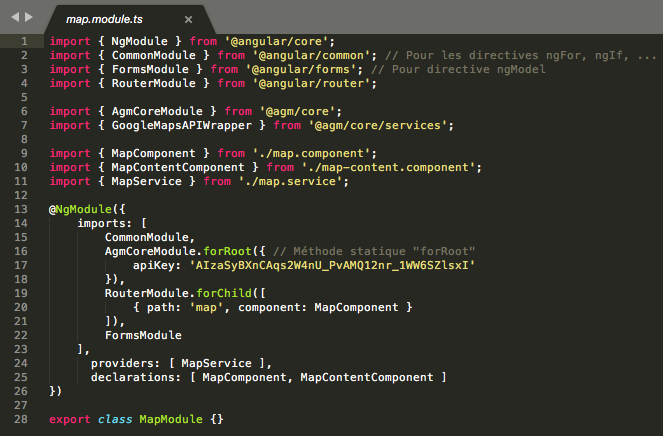 map.module.ts ×
1 import { NgModule } from '@angular/core';
2 import { CommonModule } from '@angular/common'; // Pour les directives ngFor, ngIf, ...
3 import { FormsModule } from '@angular/forms'; // Pour directive ngModel
4 import { RouterModule } from '@angular/router';
5
6 import { AgmCoreModule } from '@agm/core';
7 import { GoogleMapsAPIWrapper } from '@agm/core/services';
8
9 import { MapComponent } from './map.component';
10 import { MapContentComponent } from './map-content.component';
11 import { MapService } from './map.service';
12
13 @NgModule({
14     imports: [
15         CommonModule,
16         AgmCoreModule.forRoot({ // Méthode statique "forRoot"
17             apiKey: 'AIzaSyBXnCAqs2W4nU_PvAMQ12nr_1WW6SZlsxI'
18         }),
19         RouterModule.forChild([
20             { path: 'map', component: MapComponent }
21         ]),
22         FormsModule
23     ],
24       providers: [ MapService ],
25       declarations: [ MapComponent, MapContentComponent ]
26 })
27
28 export class MapModule {}